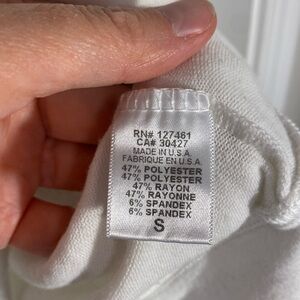 RN# 127461
CA# 30427
MADE IN U.S.A
FABRIQUE EN U.S.A
47% POLYESTER
47% POLYESTER
47% RAYON
47% RAYONNE
6% SPANDEX
6% SPANDEX
S